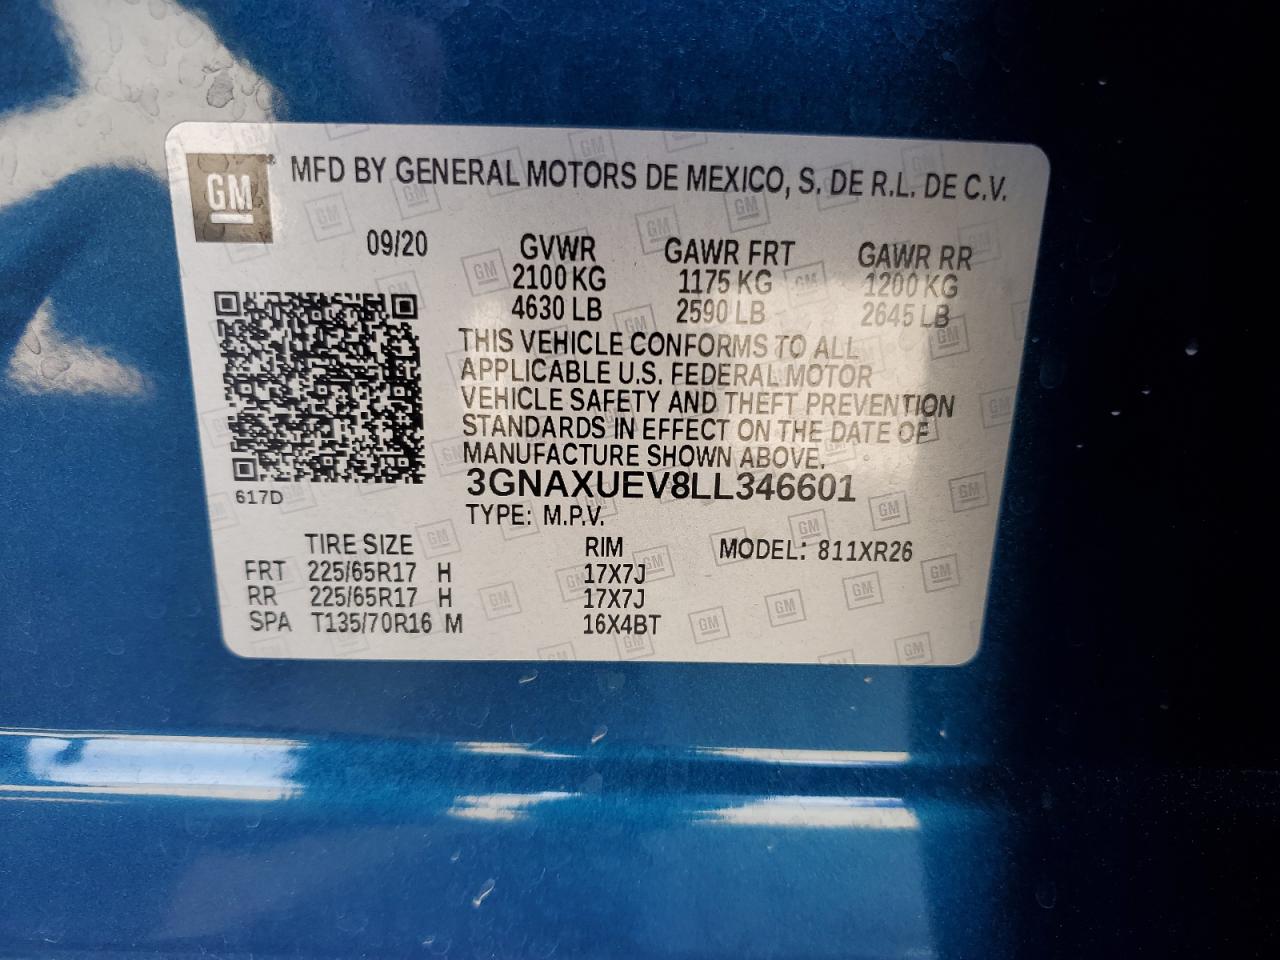 GM MFD BY GENERAL MOTORS DE MEXICO, S. DE R.L. DE C.V.
09/20 GVWR GAWR FRT GAWR RR
2100 KG 1175 KG 1200 KG
4630 LB 2590 LB 2645 LB
THIS VEHICLE CONFORMS TO ALL
APPLICABLE U.S. FEDERAL MOTOR
VEHICLE SAFETY AND THEFT PREVENTION
STANDARDS IN EFFECT ON THE DATE OF
MANUFACTURE SHOWN ABOVE.
617D 3GNAXUEV8LL346601
TYPE: M.P.V.
TIRE SIZE RIM MODEL: 811XR26
FRT 225/65R17 H 17X7J
RR 225/65R17 H 17X7J
SPA T135/70R16 M 16X4BT